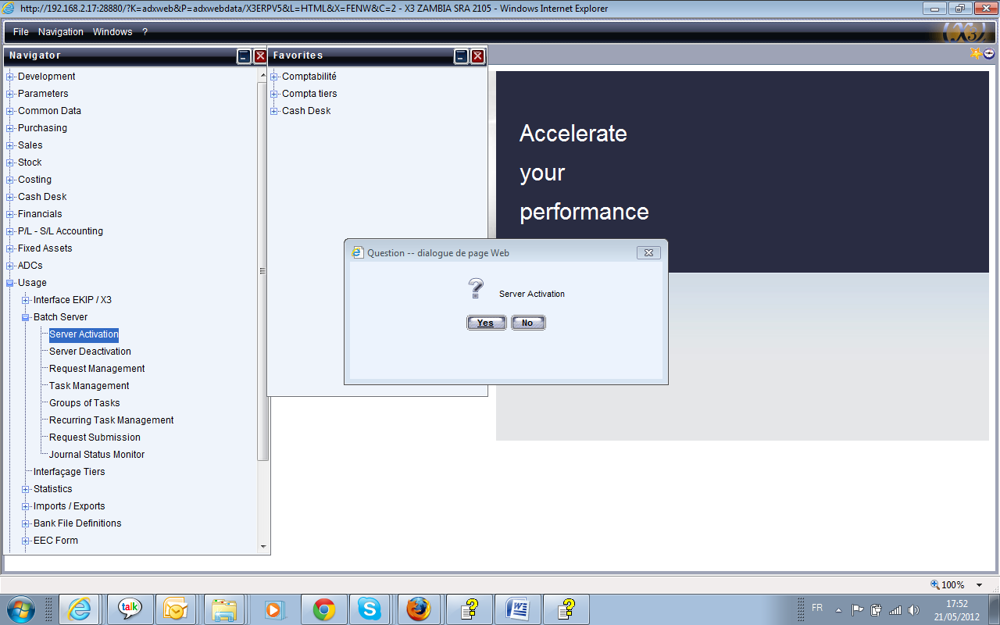 http://192.168.2.17:28880/?K=adxweb&P=adxwebdata/X3ERPV5&L=HTML&X=FENW&C=2 - X3 ZAMBIA SRA 2105 - Windows Internet Explorer
File Navigation Windows ?
X3
Navigator
Development
Parameters
Common Data
Purchasing
Sales
Stock
Costing
Cash Desk
Financials
P/L - S/L Accounting
Fixed Assets
ADCs
Usage
Interface EKIP / X3
Batch Server
Server Activation
Server Deactivation
Request Management
Task Management
Groups of Tasks
Recurring Task Management
Request Submission
Journal Status Monitor
Interfaçage Tiers
Statistics
Imports / Exports
Bank File Definitions
EEC Form
Favorites
Comptabilité
Compta tiers
Cash Desk
Accelerate
your
performance
Question -- dialogue de page Web
Server Activation
Yes No
100%
talk
FR
17:52
21/05/2012